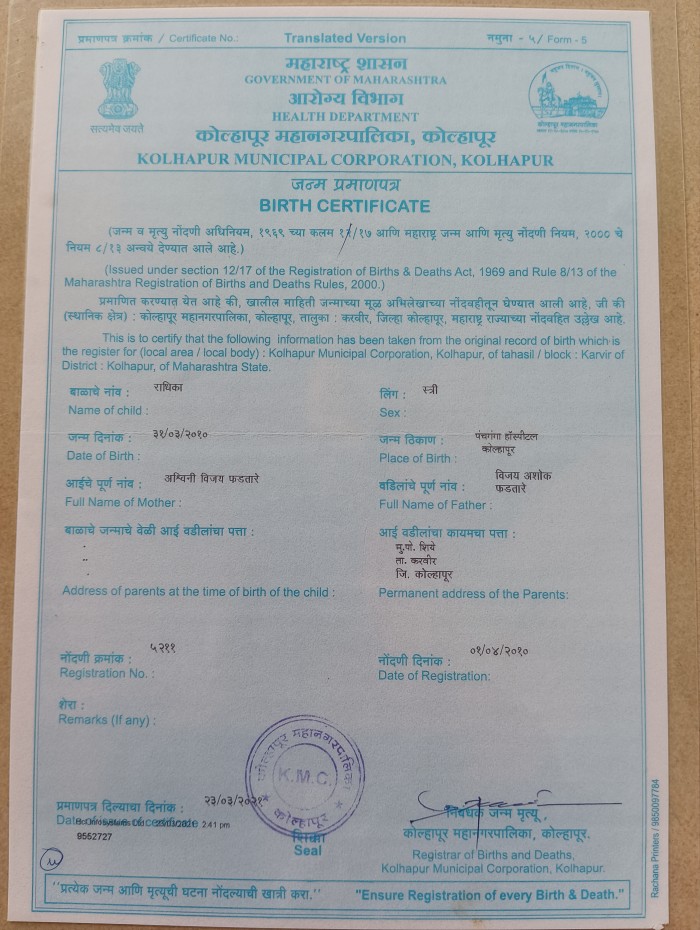 प्रमाणपत्र क्रमांक / Certificate No.: Translated Version नमुना - ५/ Form - 5
महाराष्ट्र शासन
GOVERNMENT OF MAHARASHTRA
आरोग्य विभाग
HEALTH DEPARTMENT
सत्यमेव जयते
कोल्हापूर महानगरपालिका, कोल्हापूर
KOLHAPUR MUNICIPAL CORPORATION, KOLHAPUR
जन्म प्रमाणपत्र
BIRTH CERTIFICATE
(जन्म व मृत्यु नोंदणी अधिनियम, १९६९ च्या कलम १२/१७ आणि महाराष्ट्र जन्म आणि मृत्यु नोंदणी नियम, २००० चे
नियम ८/१३ अन्वये देण्यात आले आहे.)
(Issued under section 12/17 of the Registration of Births & Deaths Act, 1969 and Rule 8/13 of the
Maharashtra Registration of Births and Deaths Rules, 2000.)
प्रमाणित करण्यात येत आहे की, खालील माहिती जन्माच्या मूळ अभिलेखाच्या नोंदवहीतून घेण्यात आली आहे, जी की
(स्थानिक क्षेत्र) : कोल्हापूर महानगरपालिका, कोल्हापूर, तालुका : करवीर, जिल्हा कोल्हापूर, महाराष्ट्र राज्याच्या नोंदवहित उल्लेख आहे.
This is to certify that the following information has been taken from the original record of birth which is
the register for (local area / local body) : Kolhapur Municipal Corporation, Kolhapur, of tahasil / block : Karvir of
District : Kolhapur, of Maharashtra State.
बाळाचे नांव : राधिका लिंग : स्त्री
Name of child : Sex :
जन्म दिनांक : ३१/०३/२०१० जन्म ठिकाण : पंचगंगा हॉस्पीटल
कोल्हापूर
Date of Birth : Place of Birth :
आईचे पूर्ण नांव : अश्विनी विजय फडतारे वडिलांचे पूर्ण नांव : विजय अशोक
फडतारे
Full Name of Mother : Full Name of Father :
बाळाचे जन्माचे वेळी आई वडीलांचा पत्ता : आई वडीलांचा कायमचा पत्ता :
मु.पो. शिये
ता. करवीर
जि. कोल्हापूर
Address of parents at the time of birth of the child : Permanent address of the Parents:
नोंदणी क्रमांक : ५२११ नोंदणी दिनांक : ०१/०४/२०१०
Registration No. : Date of Registration:
शेरा :
Remarks (If any) :
कोल्हापूर महानगरपालिका
K.M.C.
कोल्हापूर
प्रमाणपत्र दिल्याचा दिनांक : २३/०३/२०२१ निबंधक जन्म मृत्यू,
Date of issue of certificate 2:41 pm
9552727
शिक्का कोल्हापूर महानगरपालिका, कोल्हापूर.
Seal Registrar of Births and Deaths,
Kolhapur Municipal Corporation, Kolhapur.
"प्रत्येक जन्म आणि मृत्यूची घटना नोंदल्याची खात्री करा." "Ensure Registration of every Birth & Death."
Rachana Printers / 9850097784